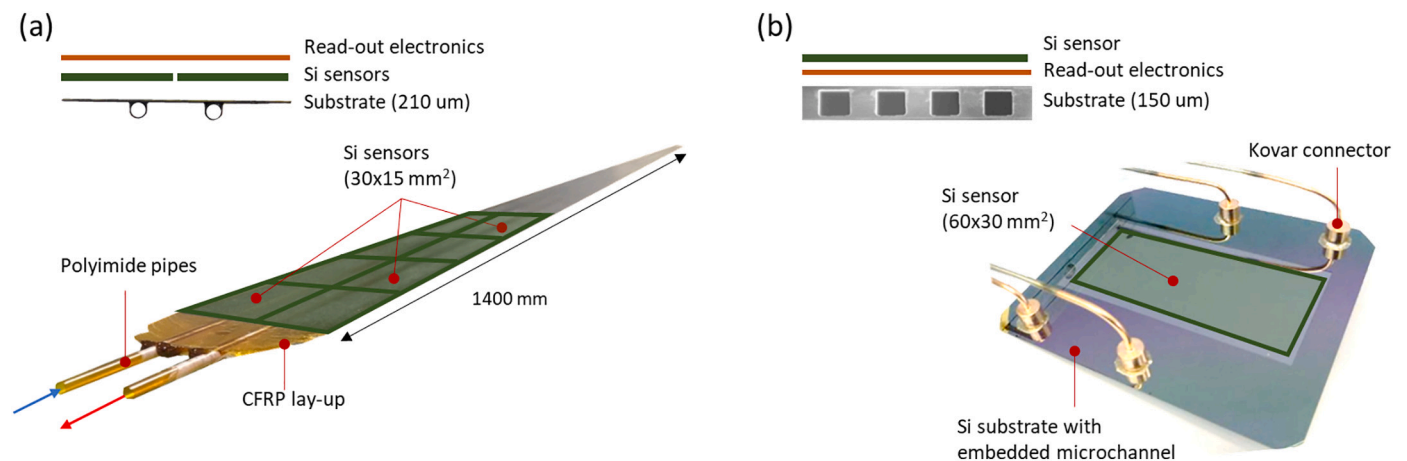 (a)
Read-out electronics
Si sensors
Substrate (210 um)
Si sensors
(30x15 mm²)
Polyimide pipes
1400 mm
CFRP lay-up
(b)
Si sensor
Read-out electronics
Substrate (150 um)
Kovar connector
Si sensor
(60x30 mm²)
Si substrate with
embedded microchannel